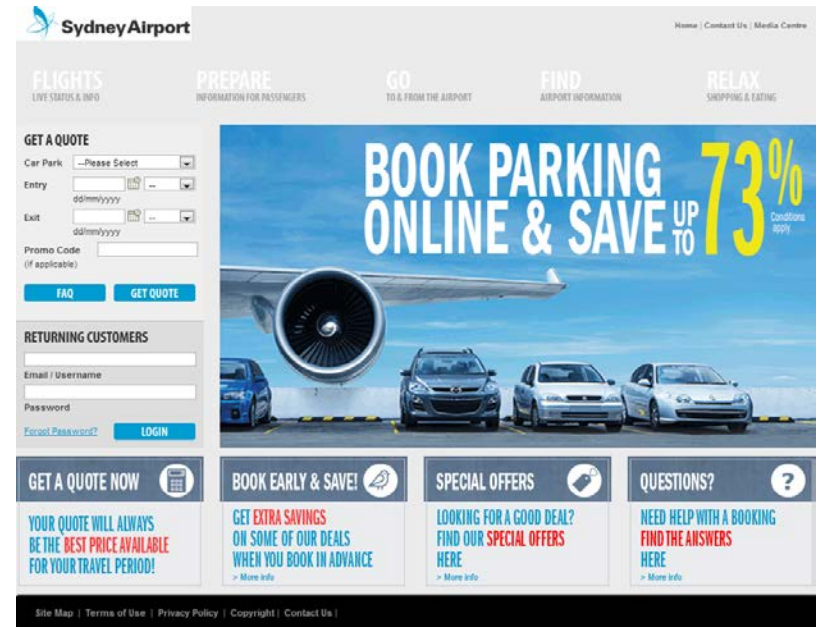 Sydney Airport
Home | Contact Us | Media Centre
FLIGHTS
LIVE STATUS & INFO
PREPARE
INFORMATION FOR PASSENGERS
GO
TO & FROM THE AIRPORT
FIND
AIRPORT INFORMATION
RELAX
SHOPPING & EATING
GET A QUOTE
Car Park --Please Select
Entry --
dd/mm/yyyy
Exit --
dd/mm/yyyy
Promo Code
(if applicable)
FAQ GET QUOTE
RETURNING CUSTOMERS
Email / Username
Password
Forgot Password? LOGIN
BOOK PARKING
ONLINE & SAVE UP TO 73%
Conditions
apply
GET A QUOTE NOW
YOUR QUOTE WILL ALWAYS
BE THE BEST PRICE AVAILABLE
FOR YOUR TRAVEL PERIOD!
BOOK EARLY & SAVE!
GET EXTRA SAVINGS
ON SOME OF OUR DEALS
WHEN YOU BOOK IN ADVANCE
> More info
SPECIAL OFFERS
LOOKING FOR A GOOD DEAL?
FIND OUR SPECIAL OFFERS
HERE
> More info
QUESTIONS?
?
NEED HELP WITH A BOOKING
FIND THE ANSWERS
HERE
> More info
Site Map | Terms of Use | Privacy Policy | Copyright | Contact Us |